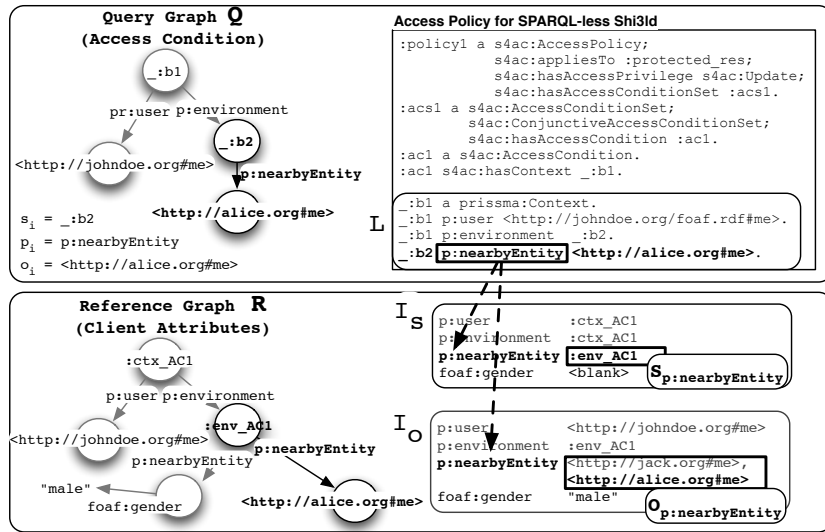 Query Graph Q
(Access Condition)
_:b1
pr:user p:environment
_:b2
<http://johndoe.org#me>
p:nearbyEntity
<http://alice.org#me>
s_i = _:b2
p_i = p:nearbyEntity
o_i = <http://alice.org#me>
Access Policy for SPARQL-less Shi3ld
:policy1 a s4ac:AccessPolicy;
s4ac:appliesTo :protected_res;
s4ac:hasAccessPrivilege s4ac:Update;
s4ac:hasAccessConditionSet :acs1.
:acs1 a s4ac:AccessConditionSet;
s4ac:ConjunctiveAccessConditionSet;
s4ac:hasAccessCondition :ac1.
:ac1 a s4ac:AccessCondition.
:ac1 s4ac:hasContext _:b1.
L
_:b1 a prissma:Context.
_:b1 p:user <http://johndoe.org/foaf.rdf#me>.
_:b1 p:environment _:b2.
_:b2 p:nearbyEntity <http://alice.org#me>.
Reference Graph R
(Client Attributes)
:ctx_AC1
p:user p:environment
:env_AC1
<http://johndoe.org#me>
p:nearbyEntity
p:nearbyEntity
"male"
foaf:gender
<http://alice.org#me>
I_S
p:user :ctx_AC1
p:environment :ctx_AC1
p:nearbyEntity :env_AC1
foaf:gender <blank>
S_p:nearbyEntity
I_O
p:user <http://johndoe.org#me>
p:environment :env_AC1
p:nearbyEntity <http://jack.org#me>,
<http://alice.org#me>
foaf:gender "male"
O_p:nearbyEntity